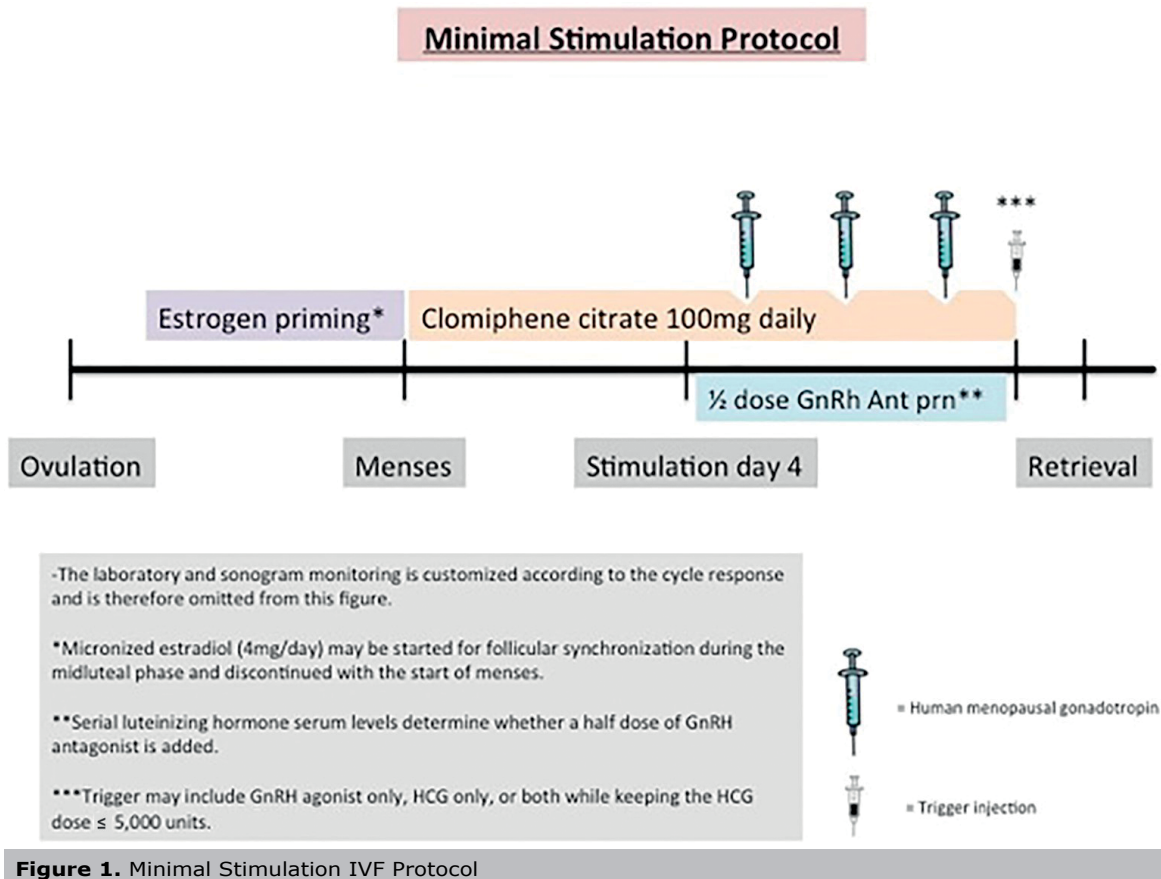 Minimal Stimulation Protocol
***
Estrogen priming*
Clomiphene citrate 100mg daily
½ dose GnRh Ant prn**
Ovulation
Menses
Stimulation day 4
Retrieval
-The laboratory and sonogram monitoring is customized according to the cycle response
and is therefore omitted from this figure.
*Micronized estradiol (4mg/day) may be started for follicular synchronization during the
midluteal phase and discontinued with the start of menses.
**Serial luteinizing hormone serum levels determine whether a half dose of GnRH
antagonist is added.
***Trigger may include GnRH agonist only, HCG only, or both while keeping the HCG
dose ≤ 5,000 units.
= Human menopausal gonadotropin
= Trigger injection
Figure 1. Minimal Stimulation IVF Protocol